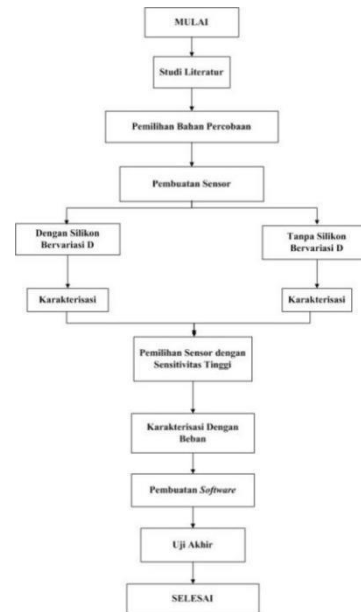 MULAI
Studi Literatur
Pemilihan Bahan Percobaan
Pembuatan Sensor
Dengan Silikon
Bervariasi D
Tanpa Silikon
Bervariasi D
Karakterisasi
Karakterisasi
Pemilihan Sensor dengan
Sensitivitas Tinggi
Karakterisasi Dengan
Beban
Pembuatan Software
Uji Akhir
SELESAI